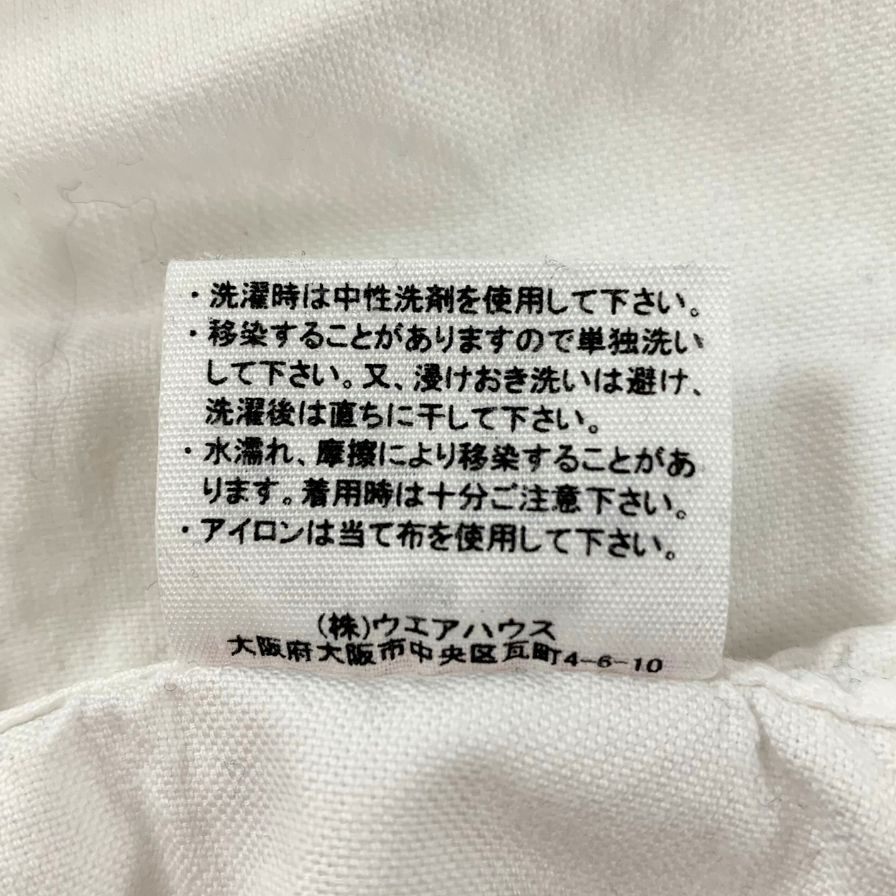 ・洗濯時は中性洗剤を使用して下さい。
・移染することがありますので単独洗い
して下さい。又、浸けおき洗いは避け、
洗濯後は直ちに干して下さい。
・水濡れ、摩擦により移染することがあ
ります。着用時は十分ご注意下さい。
・アイロンは当て布を使用して下さい。
(株)ウエアハウス
大阪府大阪市中央区瓦町4-6-10